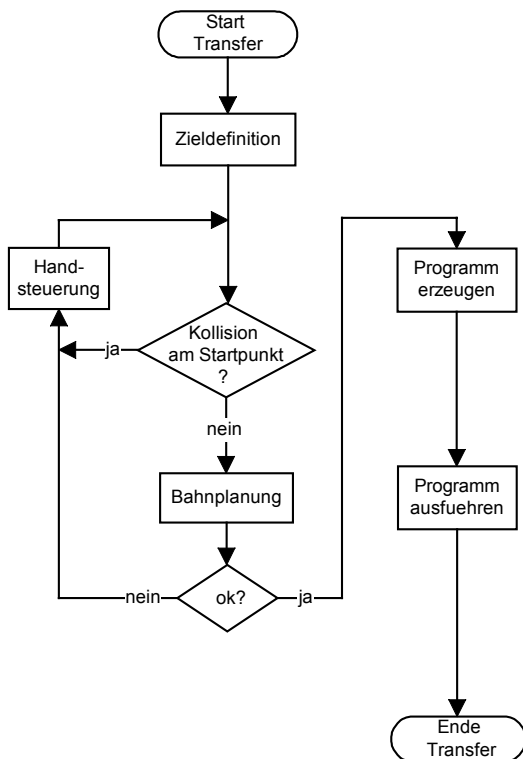 Start
Transfer
Zieldefinition
Hand-
steuerung
Programm
erzeugen
Kollision
am Startpunkt
?
ja
nein
Bahnplanung
Programm
ausfuehren
nein
ok?
ja
Ende
Transfer